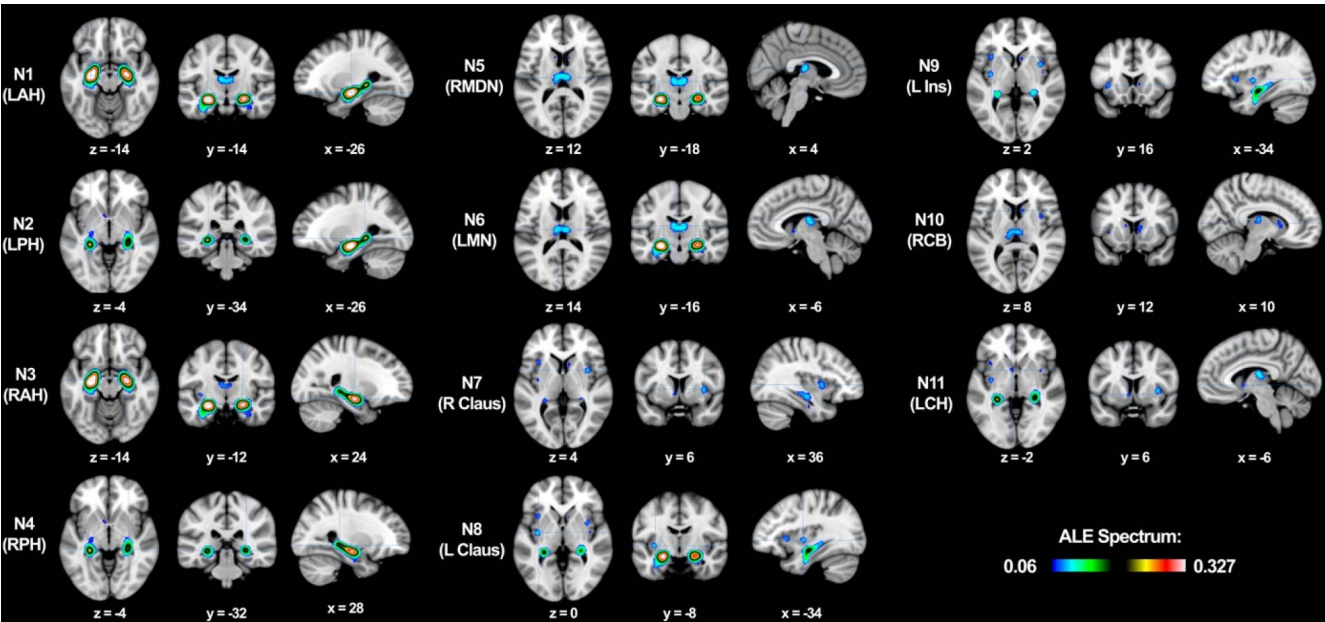 N1
(LAH)
z = -14
y = -14
x = -26
N2
(LPH)
z = -4
y = -34
x = -26
N3
(RAH)
z = -14
y = -12
x = 24
N4
(RPH)
z = -4
y = -32
x = 28
N5
(RMDN)
z = 12
y = -18
x = 4
N6
(LMN)
z = 14
y = -16
x = -6
N7
(R Claus)
z = 4
y = 6
x = 36
N8
(L Claus)
z = 0
y = -8
x = -34
N9
(L Ins)
z = 2
y = 16
x = -34
N10
(RCB)
z = 8
y = 12
x = 10
N11
(LCH)
z = -2
y = 6
x = -6
ALE Spectrum:
0.06 0.327